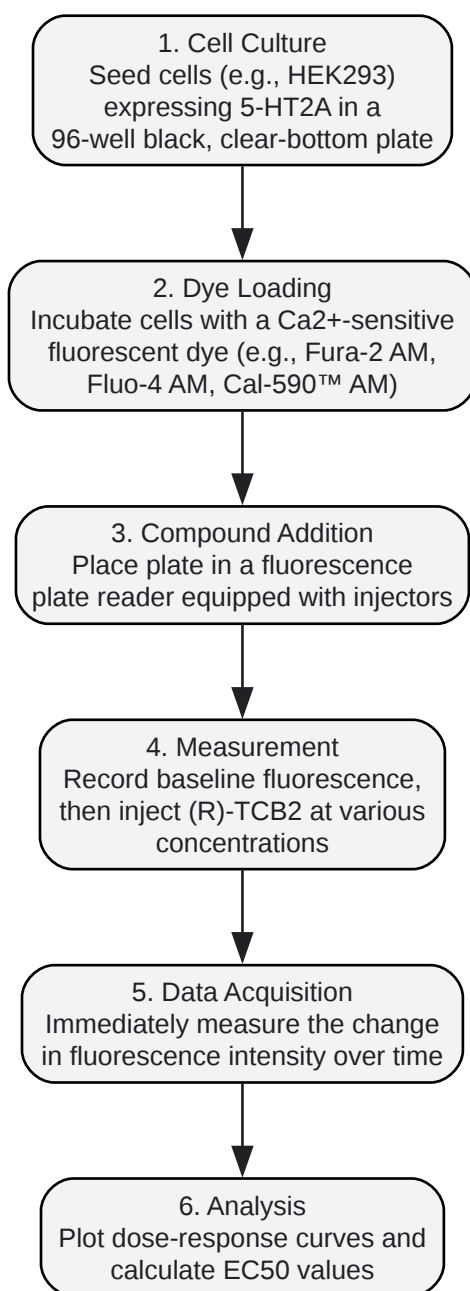 1. Cell Culture
Seed cells (e.g., HEK293)
expressing 5-HT2A in a
96-well black, clear-bottom plate
2. Dye Loading
Incubate cells with a Ca2+-sensitive
fluorescent dye (e.g., Fura-2 AM,
Fluo-4 AM, Cal-590™ AM)
3. Compound Addition
Place plate in a fluorescence
plate reader equipped with injectors
4. Measurement
Record baseline fluorescence,
then inject (R)-TCB2 at various
concentrations
5. Data Acquisition
Immediately measure the change
in fluorescence intensity over time
6. Analysis
Plot dose-response curves and
calculate EC50 values